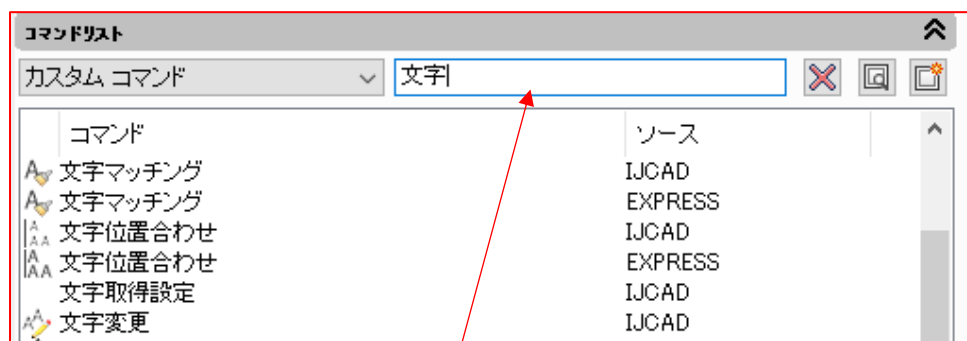 コマンドリスト
カスタム コマンド 文字
コマンド ソース
文字マッチング IJCAD
文字マッチング EXPRESS
文字位置合わせ IJCAD
文字位置合わせ EXPRESS
文字取得設定 IJCAD
文字変更 IJCAD